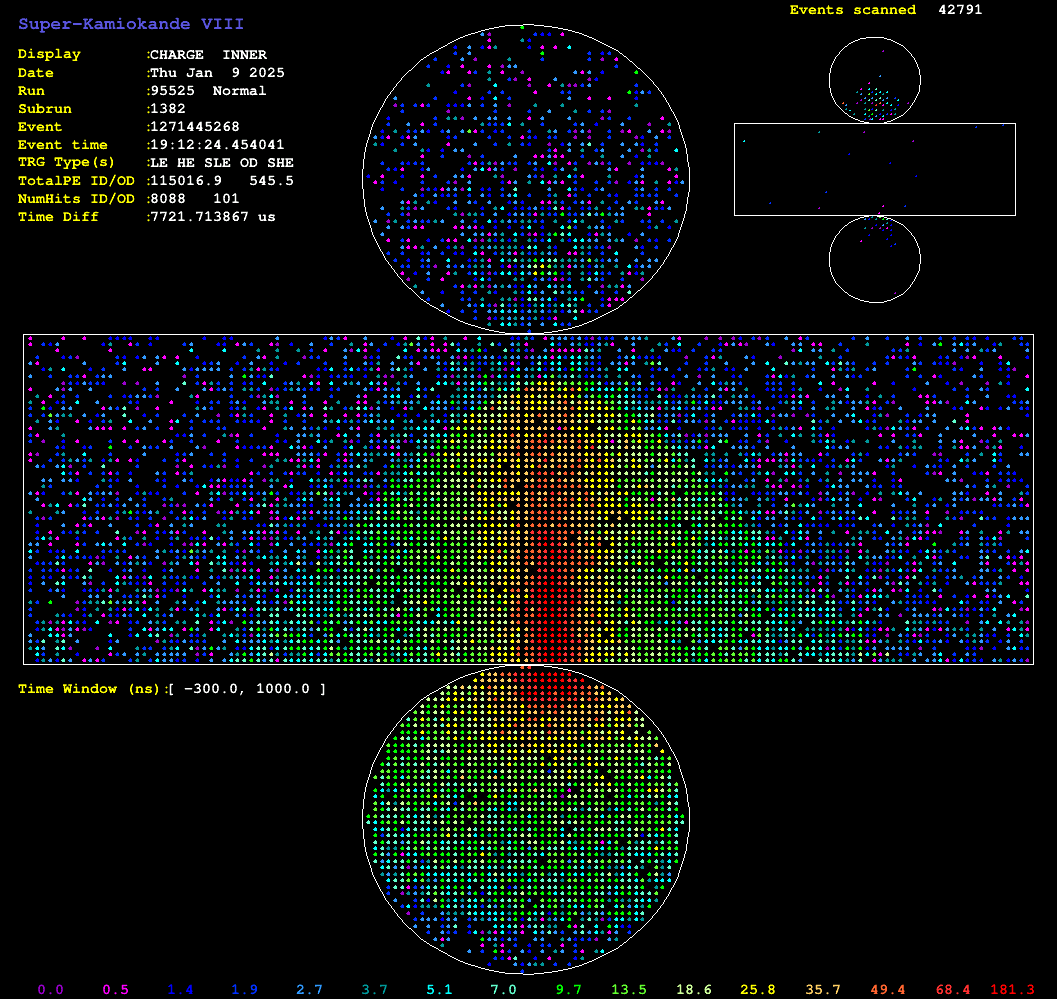 Super-Kamiokande VIII
Events scanned 42791
Display :CHARGE INNER
Date :Thu Jan 9 2025
Run :95525 Normal
Subrun :1382
Event :1271445268
Event time :19:12:24.454041
TRG Type(s) :LE HE SLE OD SHE
TotalPE ID/OD :115016.9 545.5
NumHits ID/OD :8088 101
Time Diff :7721.713867 us
Time Window (ns):[ -300.0, 1000.0 ]
0.0 0.5 1.4 1.9 2.7 3.7 5.1 7.0 9.7 13.5 18.6 25.8 35.7 49.4 68.4 181.3